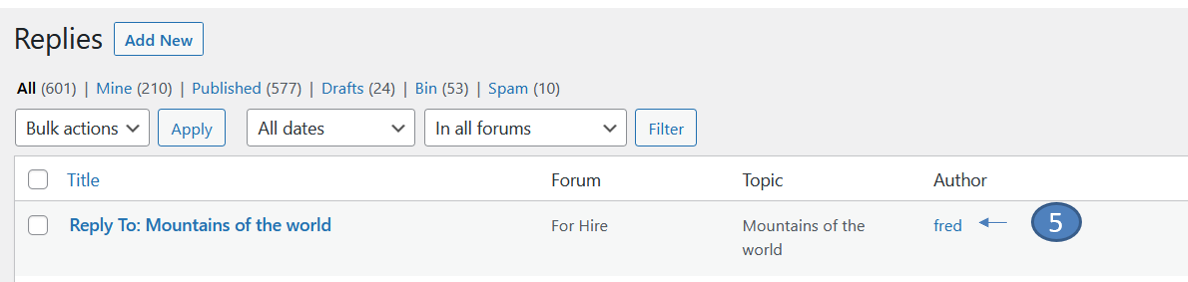 Replies Add New
All (601) | Mine (210) | Published (577) | Drafts (24) | Bin (53) | Spam (10)
Bulk actions Apply All dates In all forums Filter
Title Forum Topic Author
Reply To: Mountains of the world For Hire Mountains of the fred 5
world